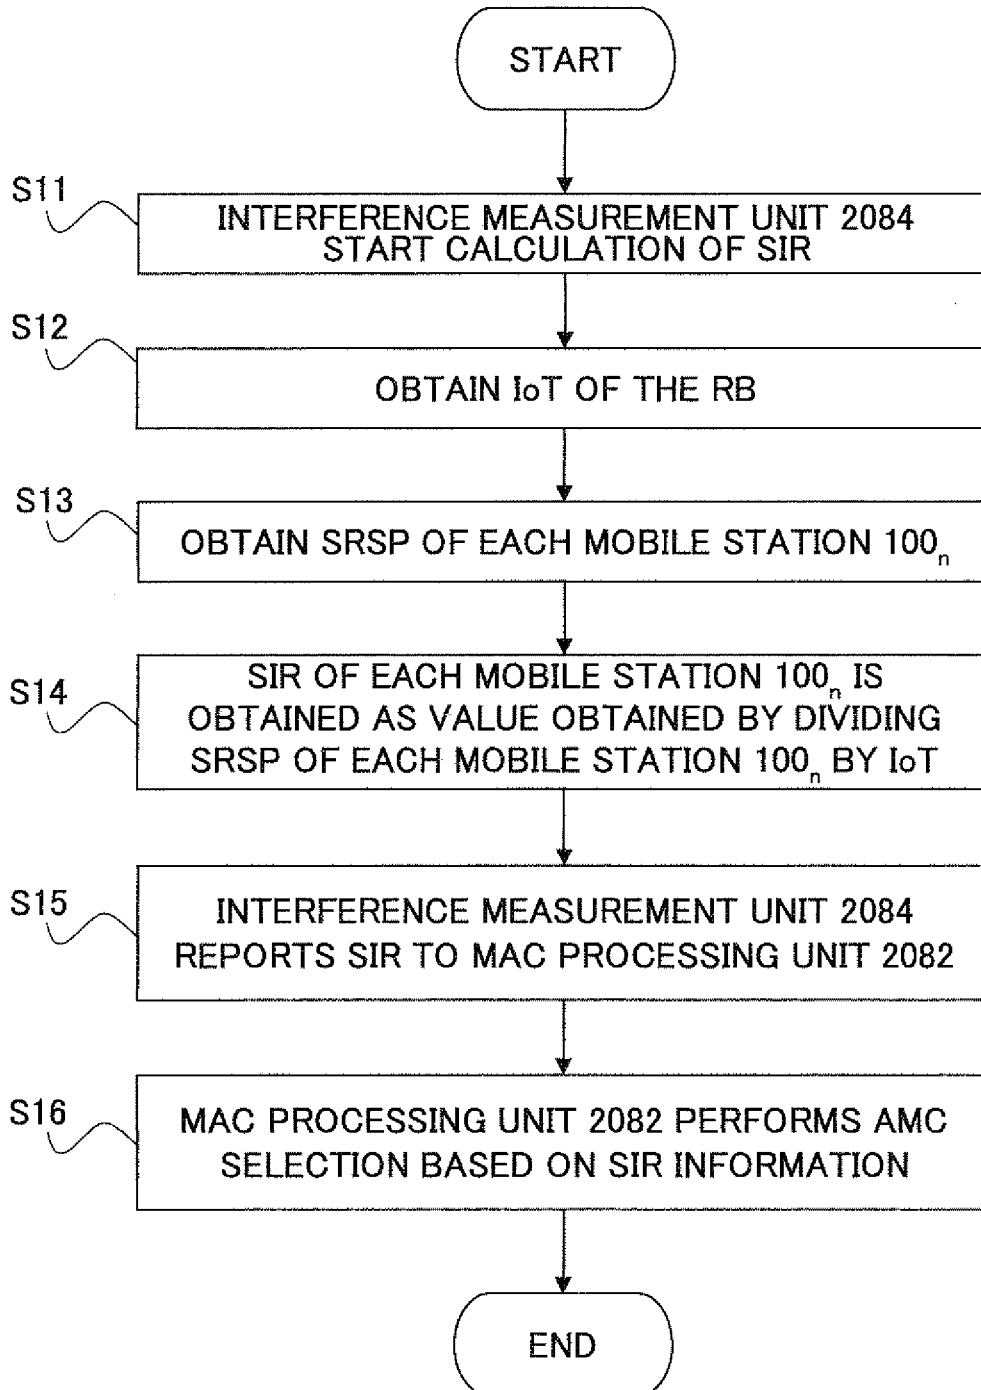 START
S11
INTERFERENCE MEASUREMENT UNIT 2084
START CALCULATION OF SIR
S12
OBTAIN IoT OF THE RB
S13
OBTAIN SRSP OF EACH MOBILE STATION 100n
S14
SIR OF EACH MOBILE STATION 100n IS
OBTAINED AS VALUE OBTAINED BY DIVIDING
SRSP OF EACH MOBILE STATION 100n BY IoT
S15
INTERFERENCE MEASUREMENT UNIT 2084
REPORTS SIR TO MAC PROCESSING UNIT 2082
S16
MAC PROCESSING UNIT 2082 PERFORMS AMC
SELECTION BASED ON SIR INFORMATION
END